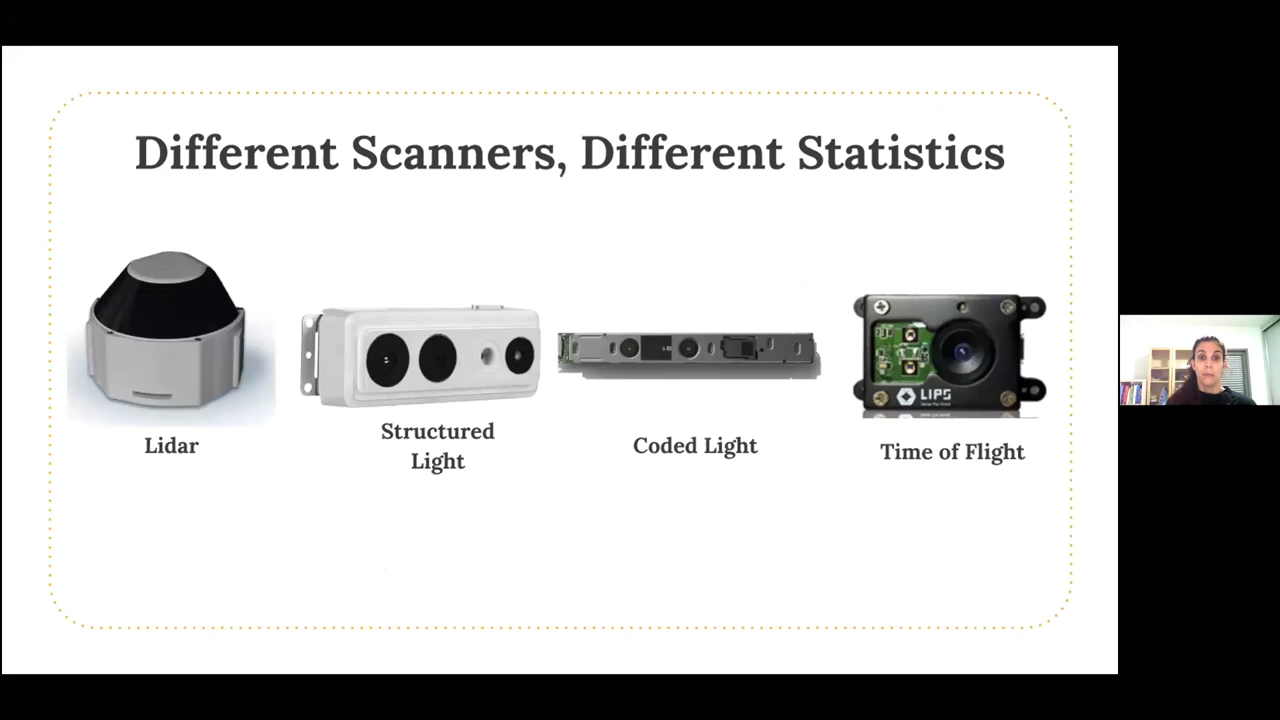 Different Scanners, Different Statistics
Lidar
Structured
Light
Coded Light
LIPS
Time of Flight